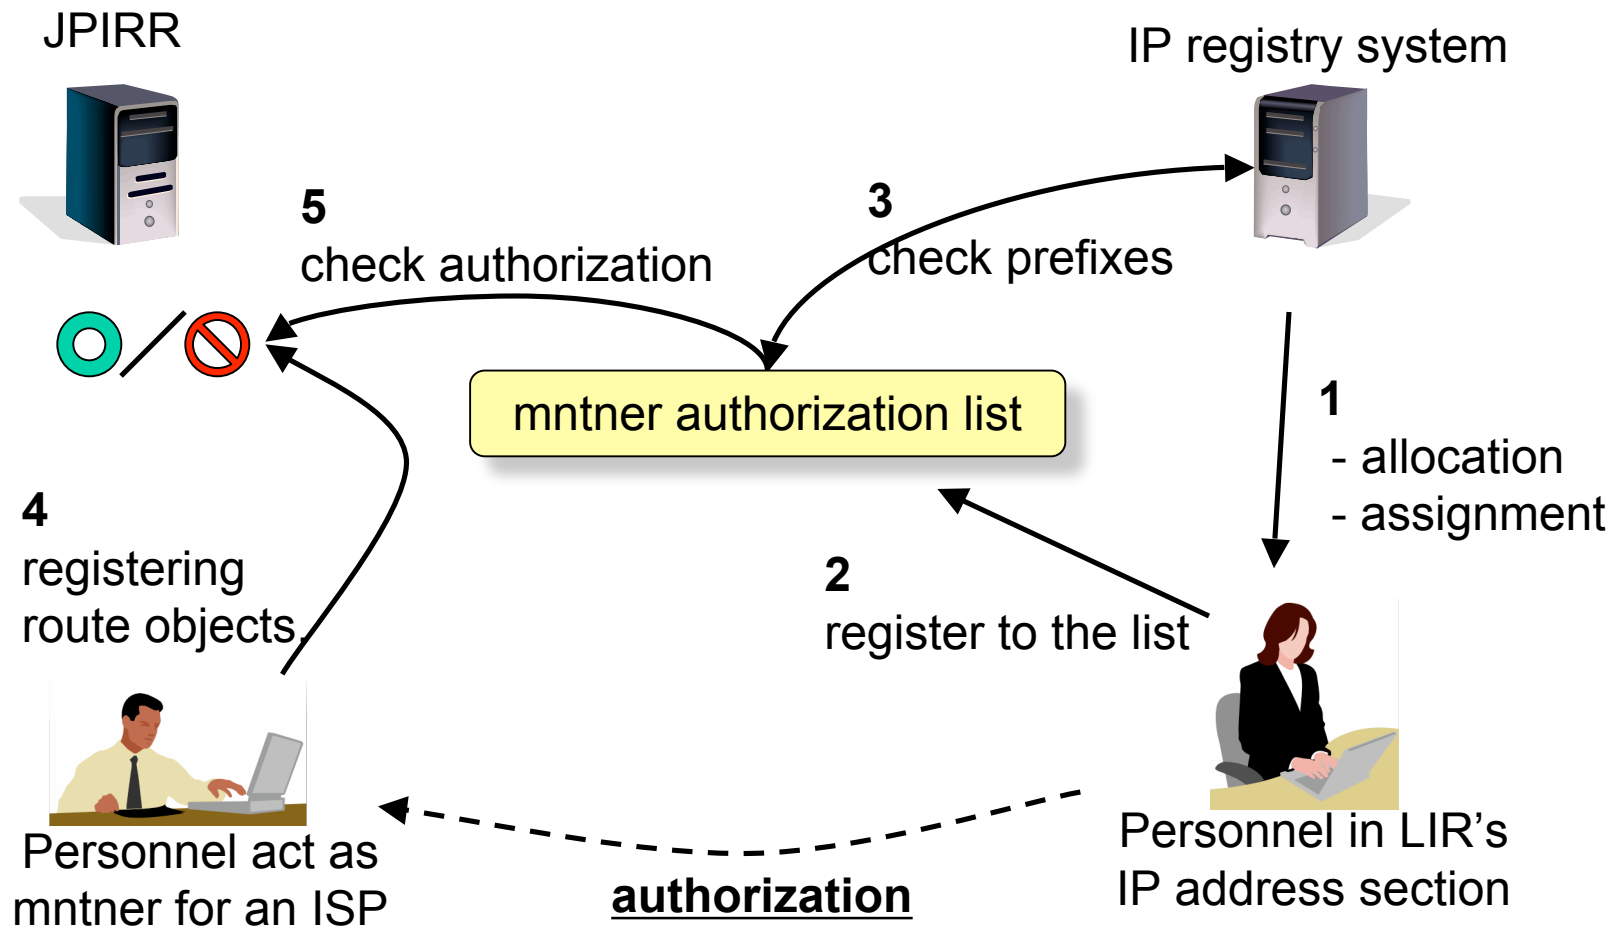 JPIRR
IP registry system
5
check authorization
3
check prefixes
mntner authorization list
1
- allocation
- assignment
4
registering
route objects.
2
register to the list
Personnel act as
mntner for an ISP
authorization
Personnel in LIR’s
IP address section